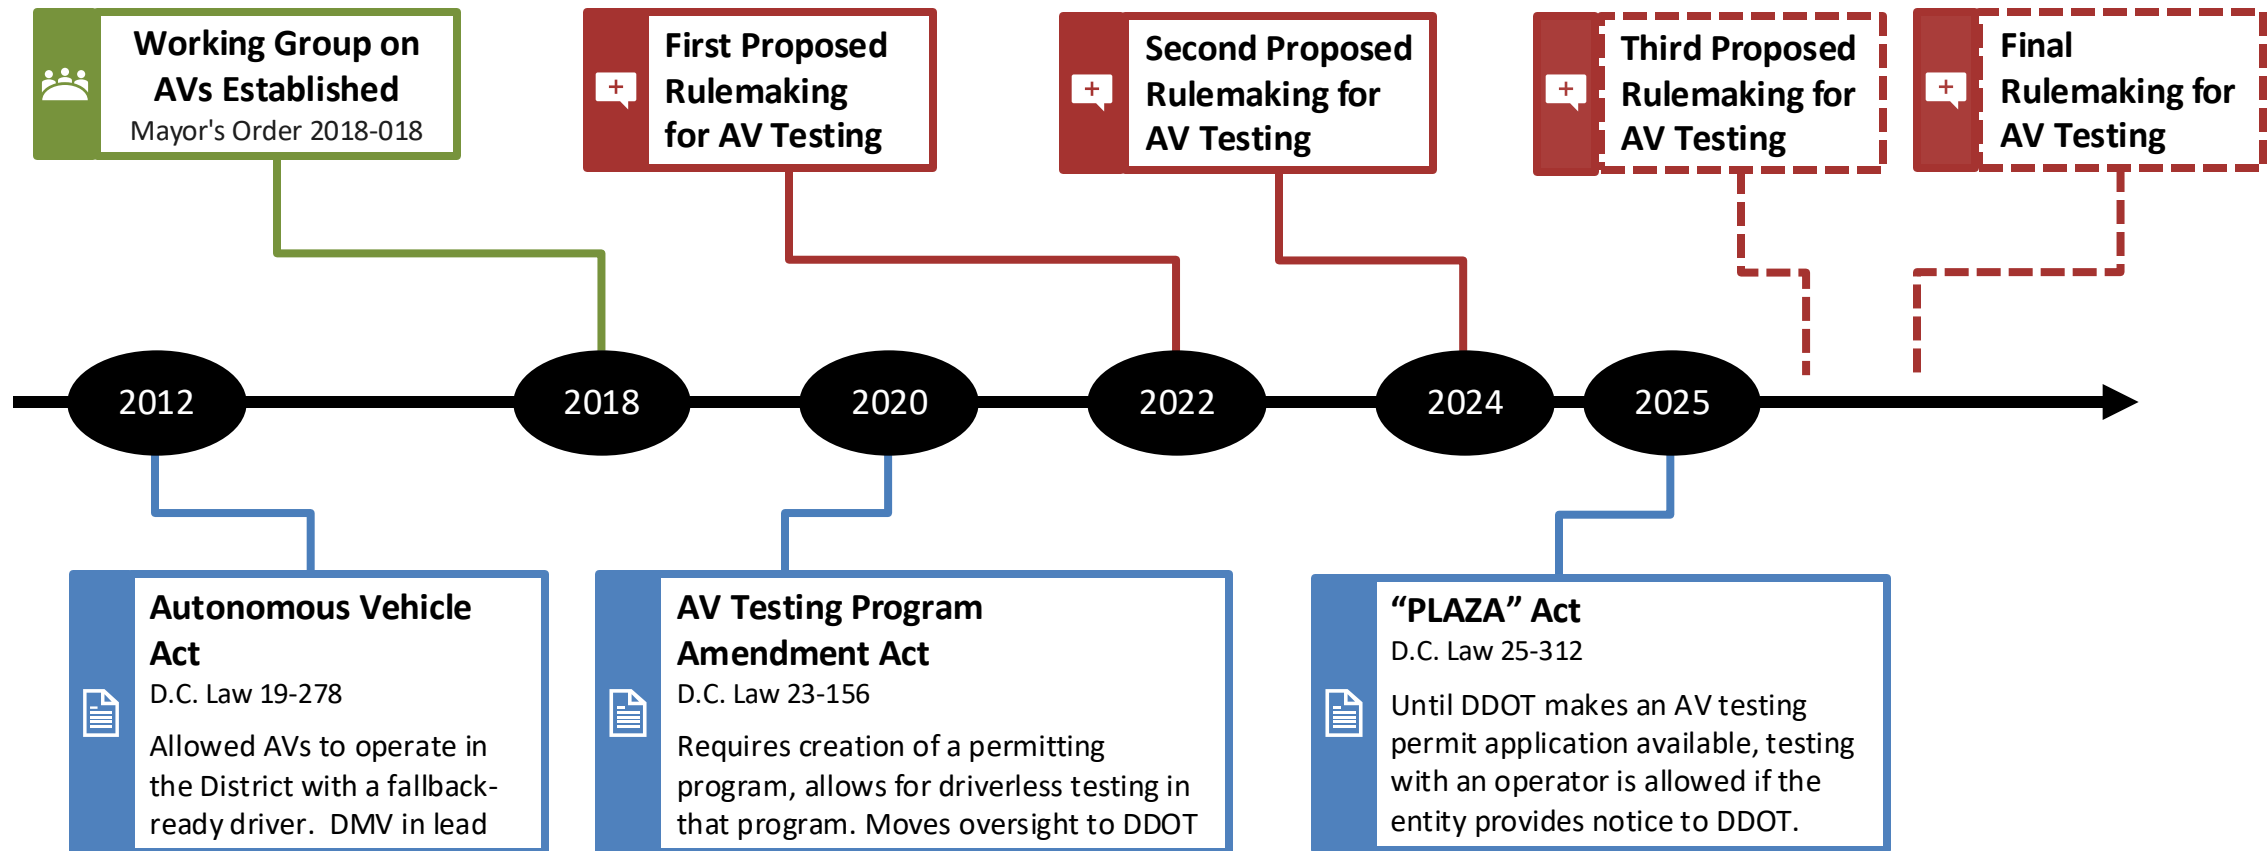 Working Group on
AVs Established
Mayor's Order 2018-018
First Proposed
Rulemaking
for AV Testing
Second Proposed
Rulemaking for
AV Testing
Third Proposed
Rulemaking for
AV Testing
Final
Rulemaking for
AV Testing
2012
2018
2020
2022
2024
2025
Autonomous Vehicle
Act
D.C. Law 19-278
Allowed AVs to operate in
the District with a fallback-
ready driver.  DMV in lead
AV Testing Program
Amendment Act
D.C. Law 23-156
Requires creation of a permitting
program, allows for driverless testing in
that program. Moves oversight to DDOT
“PLAZA” Act
D.C. Law 25-312
Until DDOT makes an AV testing
permit application available, testing
with an operator is allowed if the
entity provides notice to DDOT.